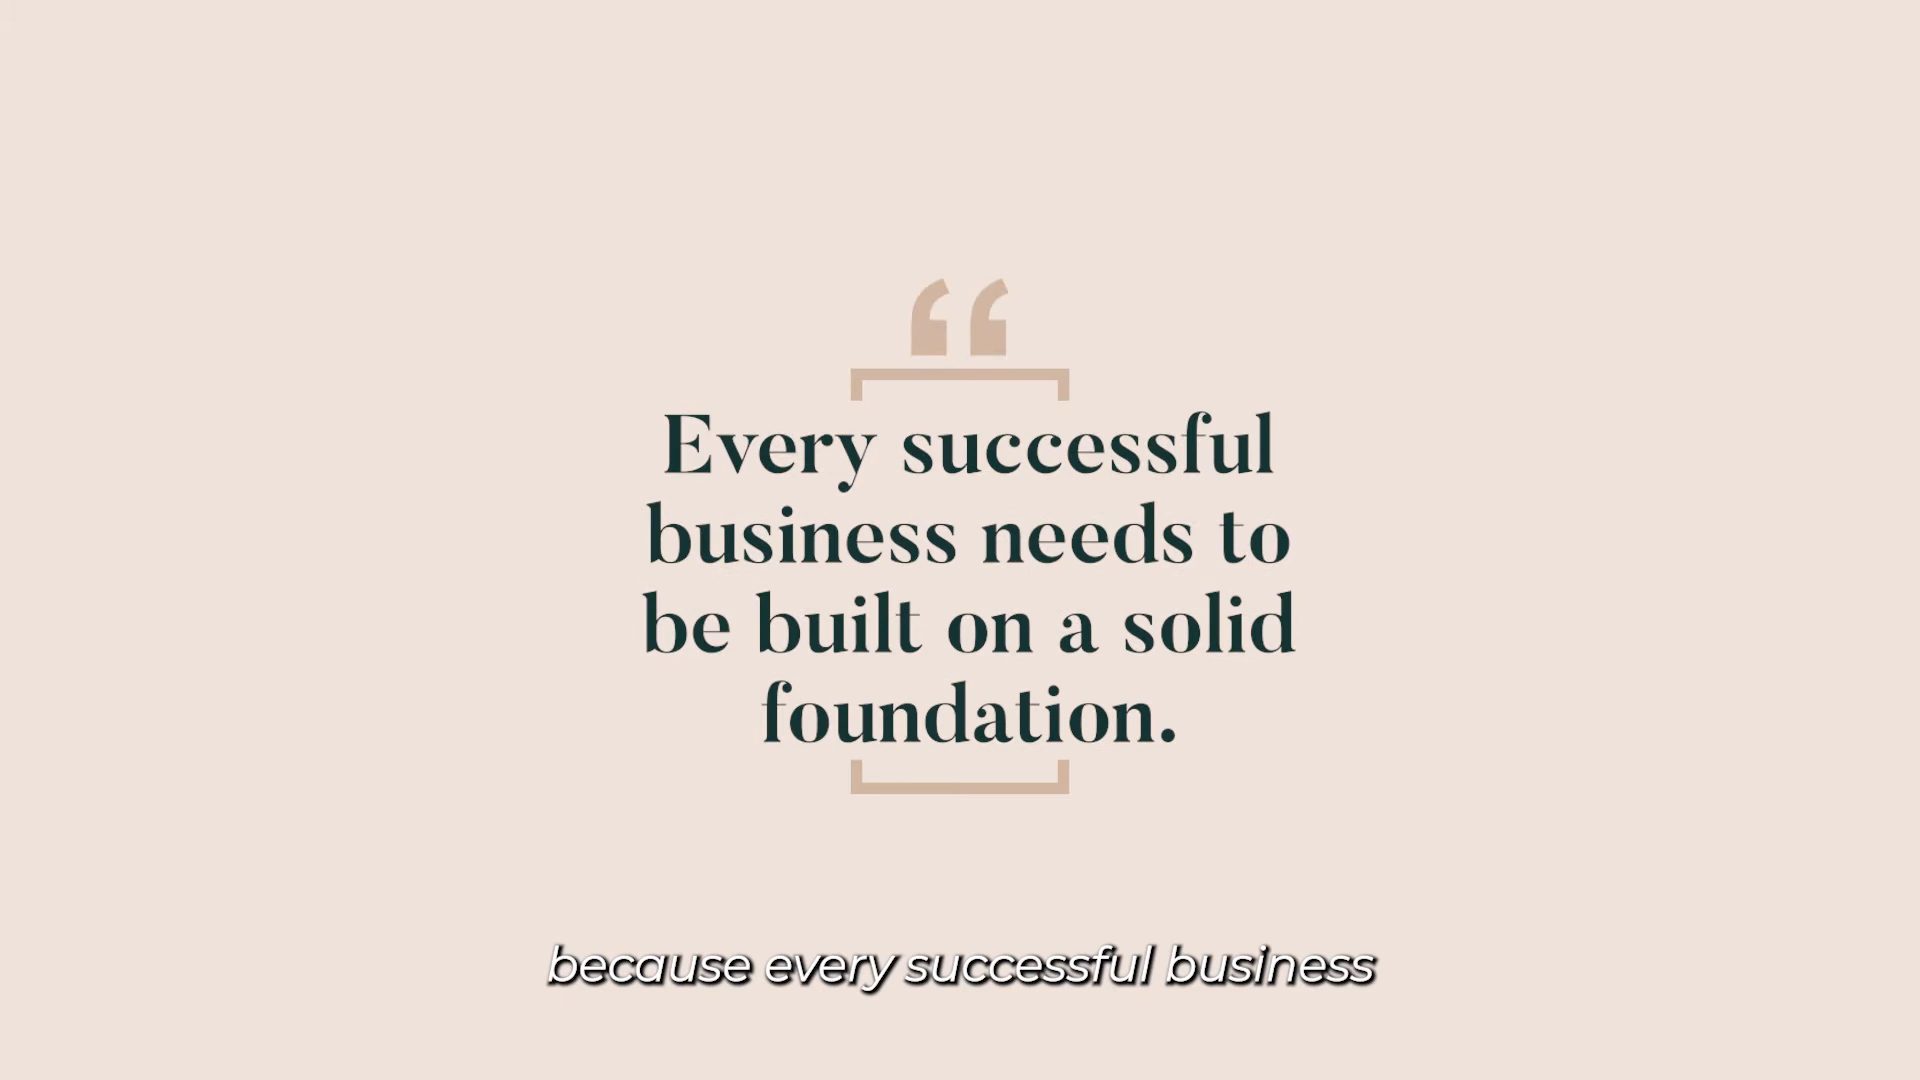 “
Every successful
business needs to
be built on a solid
foundation.
because every successful business